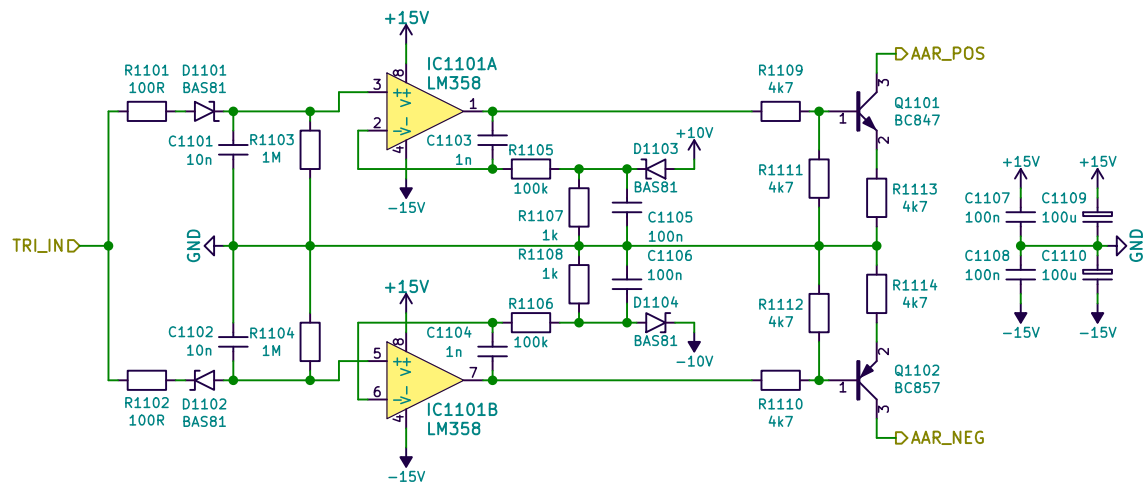 +15V
AAR_POS
R1101
100R
D1101
BAS81
IC1101A
LM358
8
3
V+
1
2
V-
4
R1109
4k7
3
Q1101
BC847
1
2
C1101
10n
R1103
1M
C1103
1n
R1105
100k
D1103
BAS81
+10V
-15V
R1111
4k7
R1113
4k7
R1107
1k
C1105
100n
+15V
+15V
C1107
100n
C1109
100u
TRI_IN
GND
GND
R1108
1k
C1106
100n
C1108
100n
C1110
100u
+15V
R1114
4k7
R1106
100k
D1104
BAS81
R1112
4k7
-15V
-15V
C1102
10n
R1104
1M
C1104
1n
-10V
8
5
V+
7
6
V-
4
2
Q1102
BC857
1
3
R1102
100R
D1102
BAS81
IC1101B
LM358
R1110
4k7
AAR_NEG
-15V